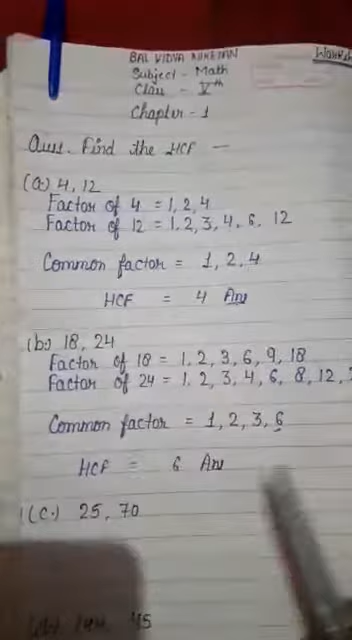 BAL VIDYA NIKETAN
Subject - Math
Class - Vth
Chapter - 1
Ques. Find the HCF —
(a.) 4, 12
Factor of 4 = 1, 2, 4
Factor of 12 = 1, 2, 3, 4, 6, 12
Common factor = 1, 2, 4
HCF = 4 Ans
(b.) 18, 24
Factor of 18 = 1, 2, 3, 6, 9, 18
Factor of 24 = 1, 2, 3, 4, 6, 8, 12,
Common factor = 1, 2, 3, 6
HCF = 6 Ans
(c.) 25, 70
45